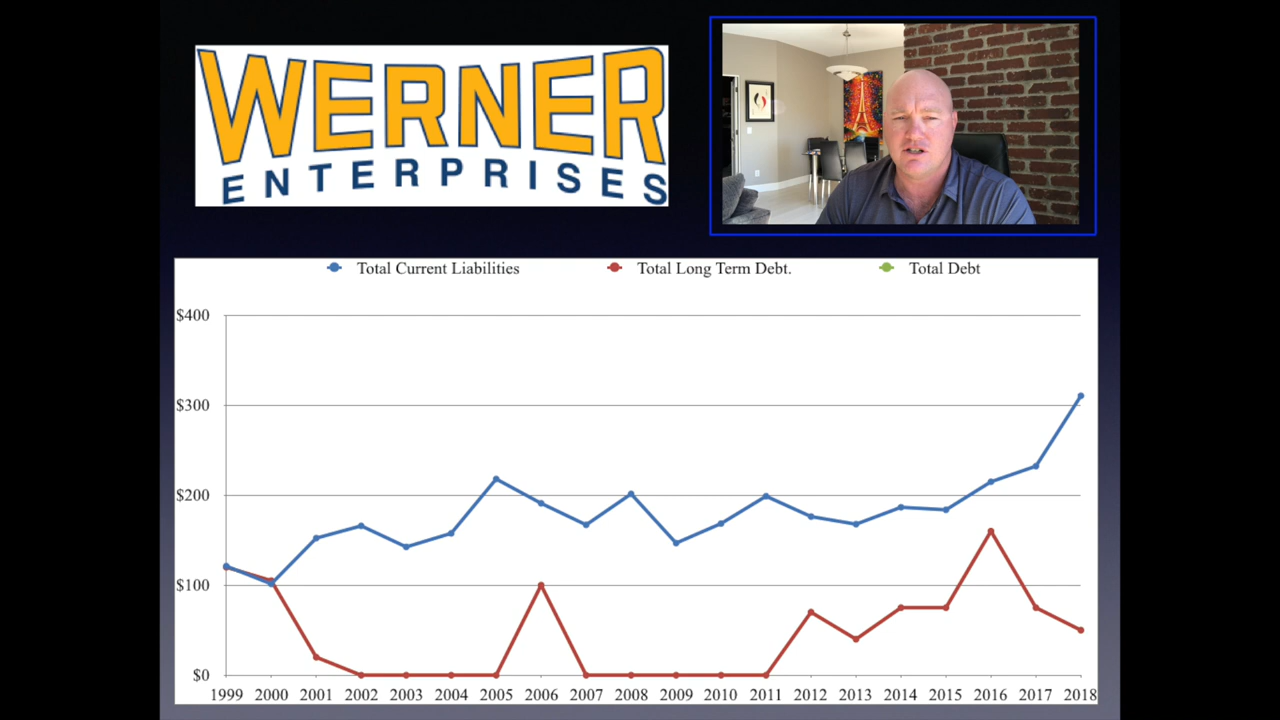 WERNER
ENTERPRISES
Total Current Liabilities Total Long Term Debt. Total Debt
$400
$300
$200
$100
$0
1999 2000 2001 2002 2003 2004 2005 2006 2007 2008 2009 2010 2011 2012 2013 2014 2015 2016 2017 2018